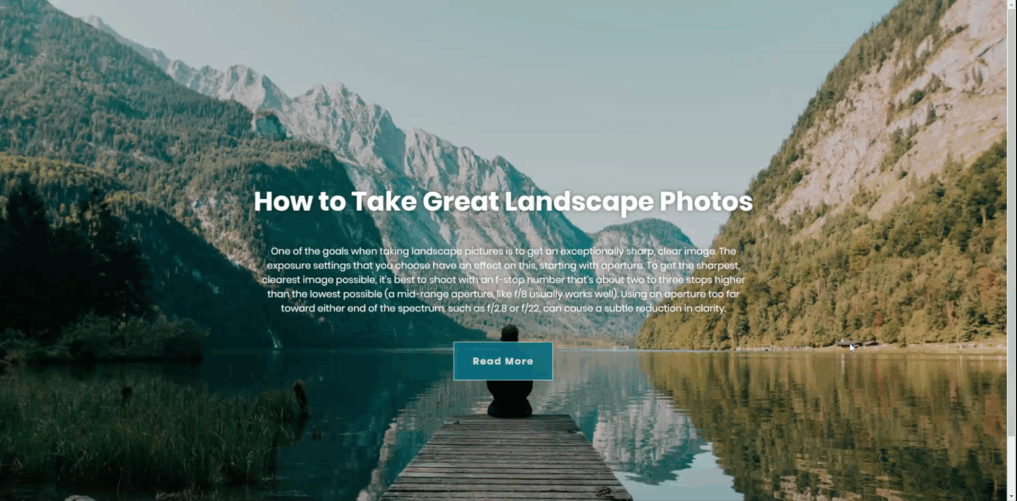 How to Take Great Landscape Photos
One of the goals when taking landscape pictures is to get an exceptionally sharp, clear image. The
exposure settings that you choose have an effect on this, starting with aperture. To get the sharpest,
clearest image possible, it's best to shoot with an f-stop number that's about two to three stops higher
than the lowest possible (a mid-range aperture, like f/8 usually works well). Using an aperture too far
toward either end of the spectrum, such as f/2.8 or f/22, can cause a subtle reduction in clarity.
Read More